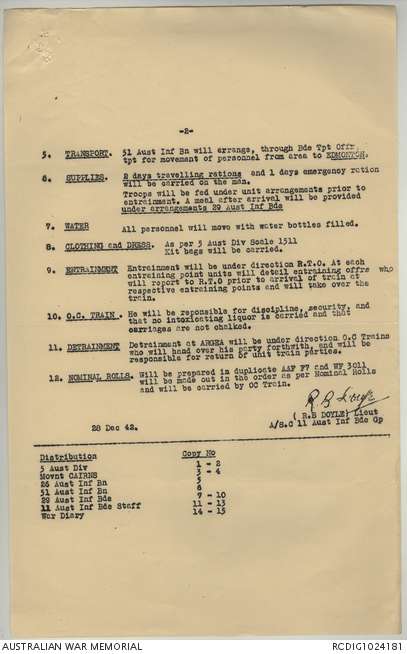 -2-
5. TRANSPORT. 51 Aust Inf Bn will arrange, through Bde Tpt Offr,
tpt for movement of personnel from area to EDMONTON.
6. SUPPLIES. 2 days travelling rations and 1 days emergency ration
will be carried on the man.
Troops will be fed under unit arrangements prior to
entrainment. A meal after arrival will be provided
under arrangements 29 Aust Inf Bde
7. WATER All personnel will move with water bottles filled.
8. CLOTHING and DRESS. As per 5 Aust Div Scale 1511
Kit bags will be carried.
9. ENTRAINMENT Entrainment will be under direction R.T.O. At each
entraining point units will detail entraining offrs who
will report to R.T.O prior to arrival of train at
respective entraining points and will take over the
train.
10. O.C. TRAIN. He will be reponsible for discipline, security, and
that no intoxicating liquor is carried and that
carriages are not chalked.
11. DETRAINMENT Detrainment at ARGEA will be under direction O.C Trains
who will hand over his party forthwith, and will be
responsible for return of unit train parties.
12. NOMINAL ROLLS. Will be prepared in duplicate AAF F7 and WF 3011
will be made out in the order as per Nominal Rolls
and will be carried by OC Train.
R B Doyle
( R.B DOYLE) Lieut
28 Dec 42. A/S.C 11 Aust Inf Bde Gp
Distribution Copy No
5 Aust Div 1 - 2
Movnt CAIRNS 3 - 4
26 Aust Inf Bn 5
51 Aust Inf Bn
29 Aust Inf Bde 9 - 10
11 Aust Inf Bde Staff 11 - 13
War Diary 14 - 15
AUSTRALIAN WAR MEMORIAL
RCDIG1024181